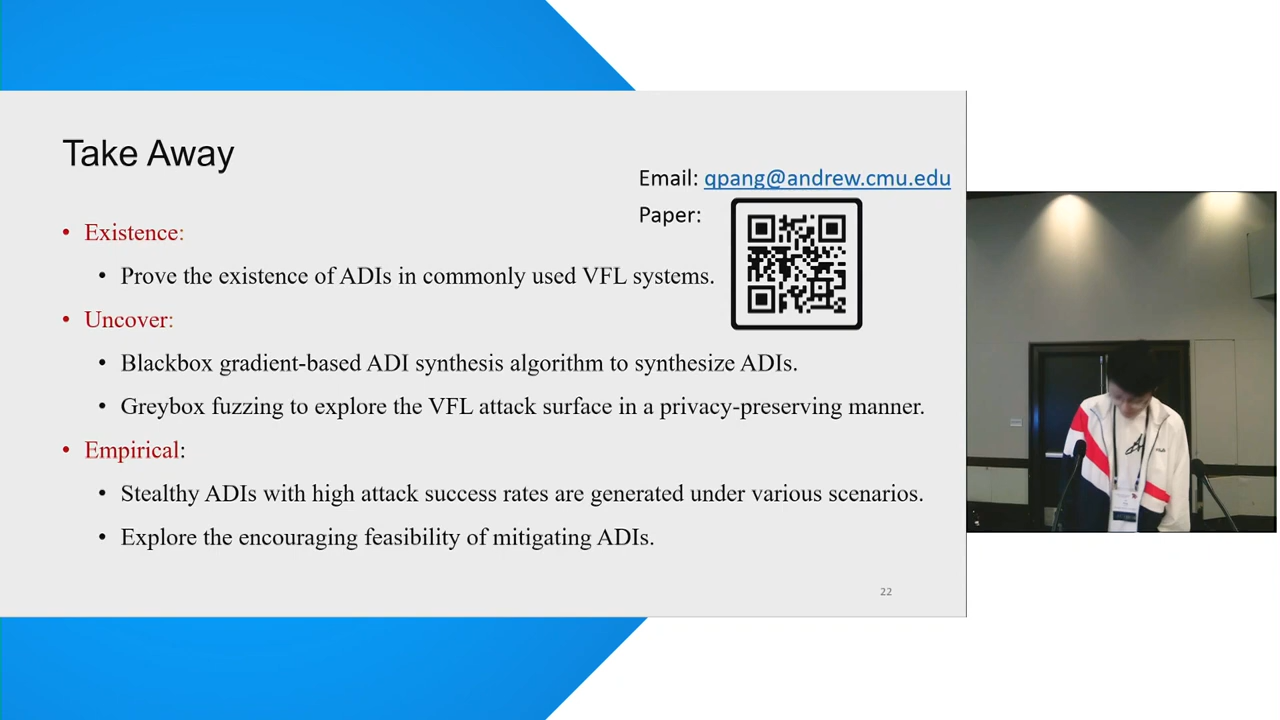 Take Away
Email: qpang@andrew.cmu.edu
Paper:
• Existence:
• Prove the existence of ADIs in commonly used VFL systems.
• Uncover:
• Blackbox gradient-based ADI synthesis algorithm to synthesize ADIs.
• Greybox fuzzing to explore the VFL attack surface in a privacy-preserving manner.
• Empirical:
• Stealthy ADIs with high attack success rates are generated under various scenarios.
• Explore the encouraging feasibility of mitigating ADIs.
22